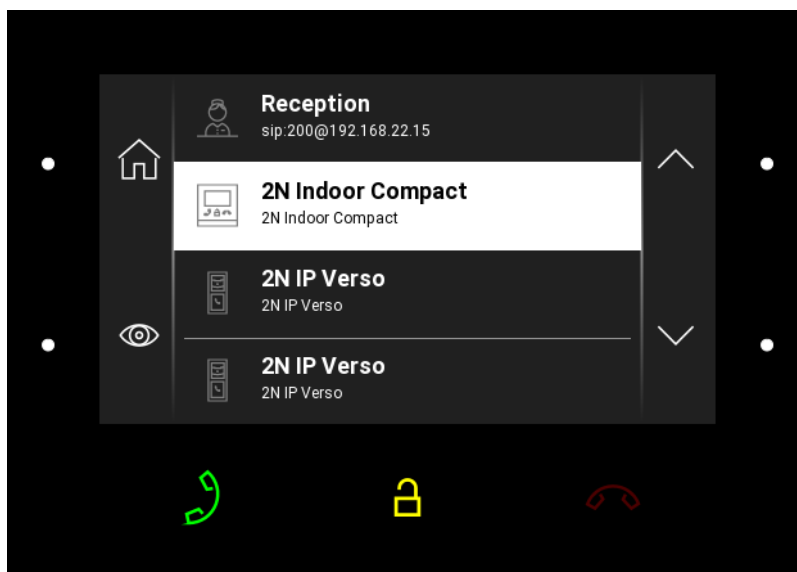 Reception
sip:200@192.168.22.15
2N Indoor Compact
2N Indoor Compact
2N IP Verso
2N IP Verso
2N IP Verso
2N IP Verso